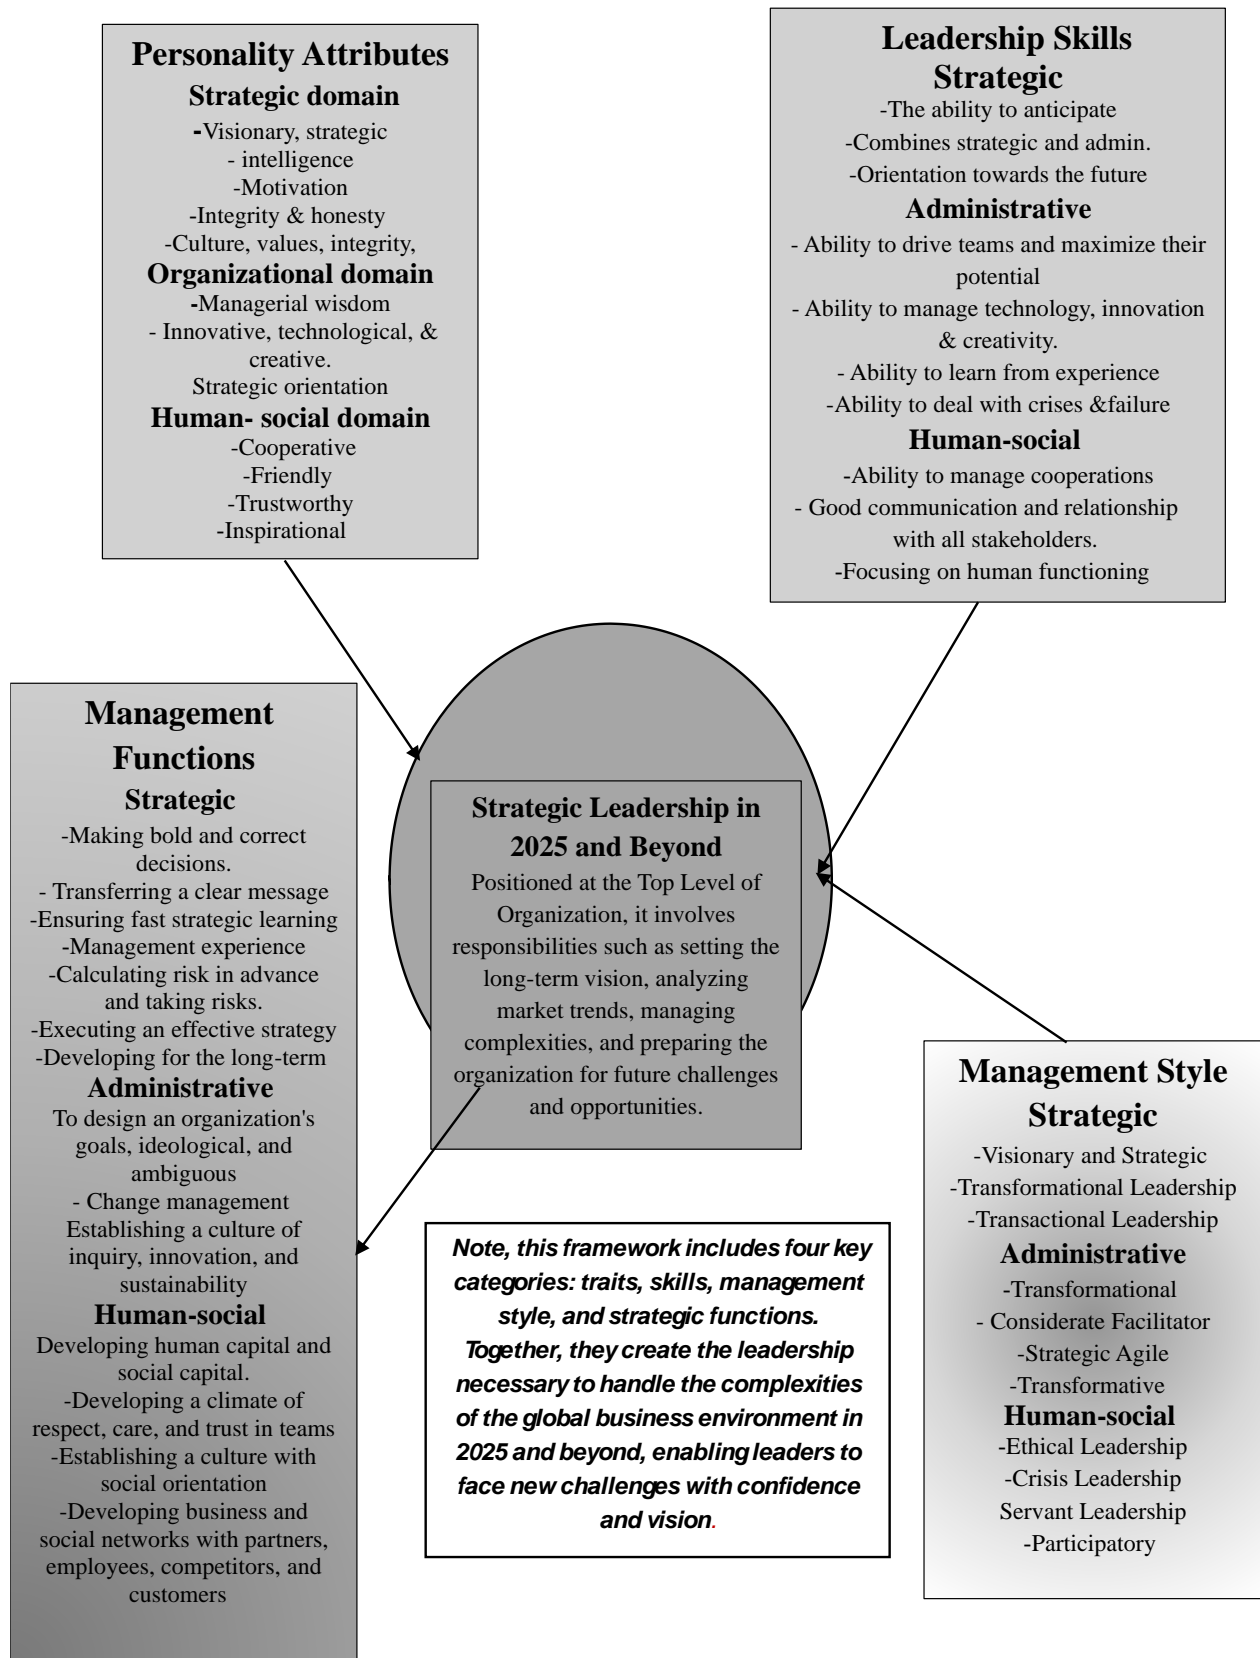 Personality Attributes
Strategic domain
-Visionary, strategic
- intelligence
-Motivation
-Integrity & honesty
-Culture, values, integrity,
Organizational domain
-Managerial wisdom
- Innovative, technological, &
creative.
Strategic orientation
Human- social domain
-Cooperative
-Friendly
-Trustworthy
-Inspirational
Leadership Skills
Strategic
-The ability to anticipate
-Combines strategic and admin.
-Orientation towards the future
Administrative
- Ability to drive teams and maximize their
potential
- Ability to manage technology, innovation
& creativity.
- Ability to learn from experience
-Ability to deal with crises &failure
Human-social
-Ability to manage cooperations
- Good communication and relationship
with all stakeholders.
-Focusing on human functioning
Management
Functions
Strategic
-Making bold and correct
decisions.
- Transferring a clear message
-Ensuring fast strategic learning
-Management experience
-Calculating risk in advance
and taking risks.
-Executing an effective strategy
-Developing for the long-term
Administrative
To design an organization's
goals, ideological, and
ambiguous
- Change management
Establishing a culture of
inquiry, innovation, and
sustainability
Human-social
Developing human capital and
social capital.
-Developing a climate of
respect, care, and trust in teams
-Establishing a culture with
social orientation
-Developing business and
social networks with partners,
employees, competitors, and
customers
Strategic Leadership in
2025 and Beyond
Positioned at the Top Level of
Organization, it involves
responsibilities such as setting the
long-term vision, analyzing
market trends, managing
complexities, and preparing the
organization for future challenges
and opportunities.
Note, this framework includes four key
categories: traits, skills, management
style, and strategic functions.
Together, they create the leadership
necessary to handle the complexities
of the global business environment in
2025 and beyond, enabling leaders to
face new challenges with confidence
and vision.
Management Style
Strategic
-Visionary and Strategic
-Transformational Leadership
-Transactional Leadership
Administrative
-Transformational
- Considerate Facilitator
-Strategic Agile
-Transformative
Human-social
-Ethical Leadership
-Crisis Leadership
Servant Leadership
-Participatory